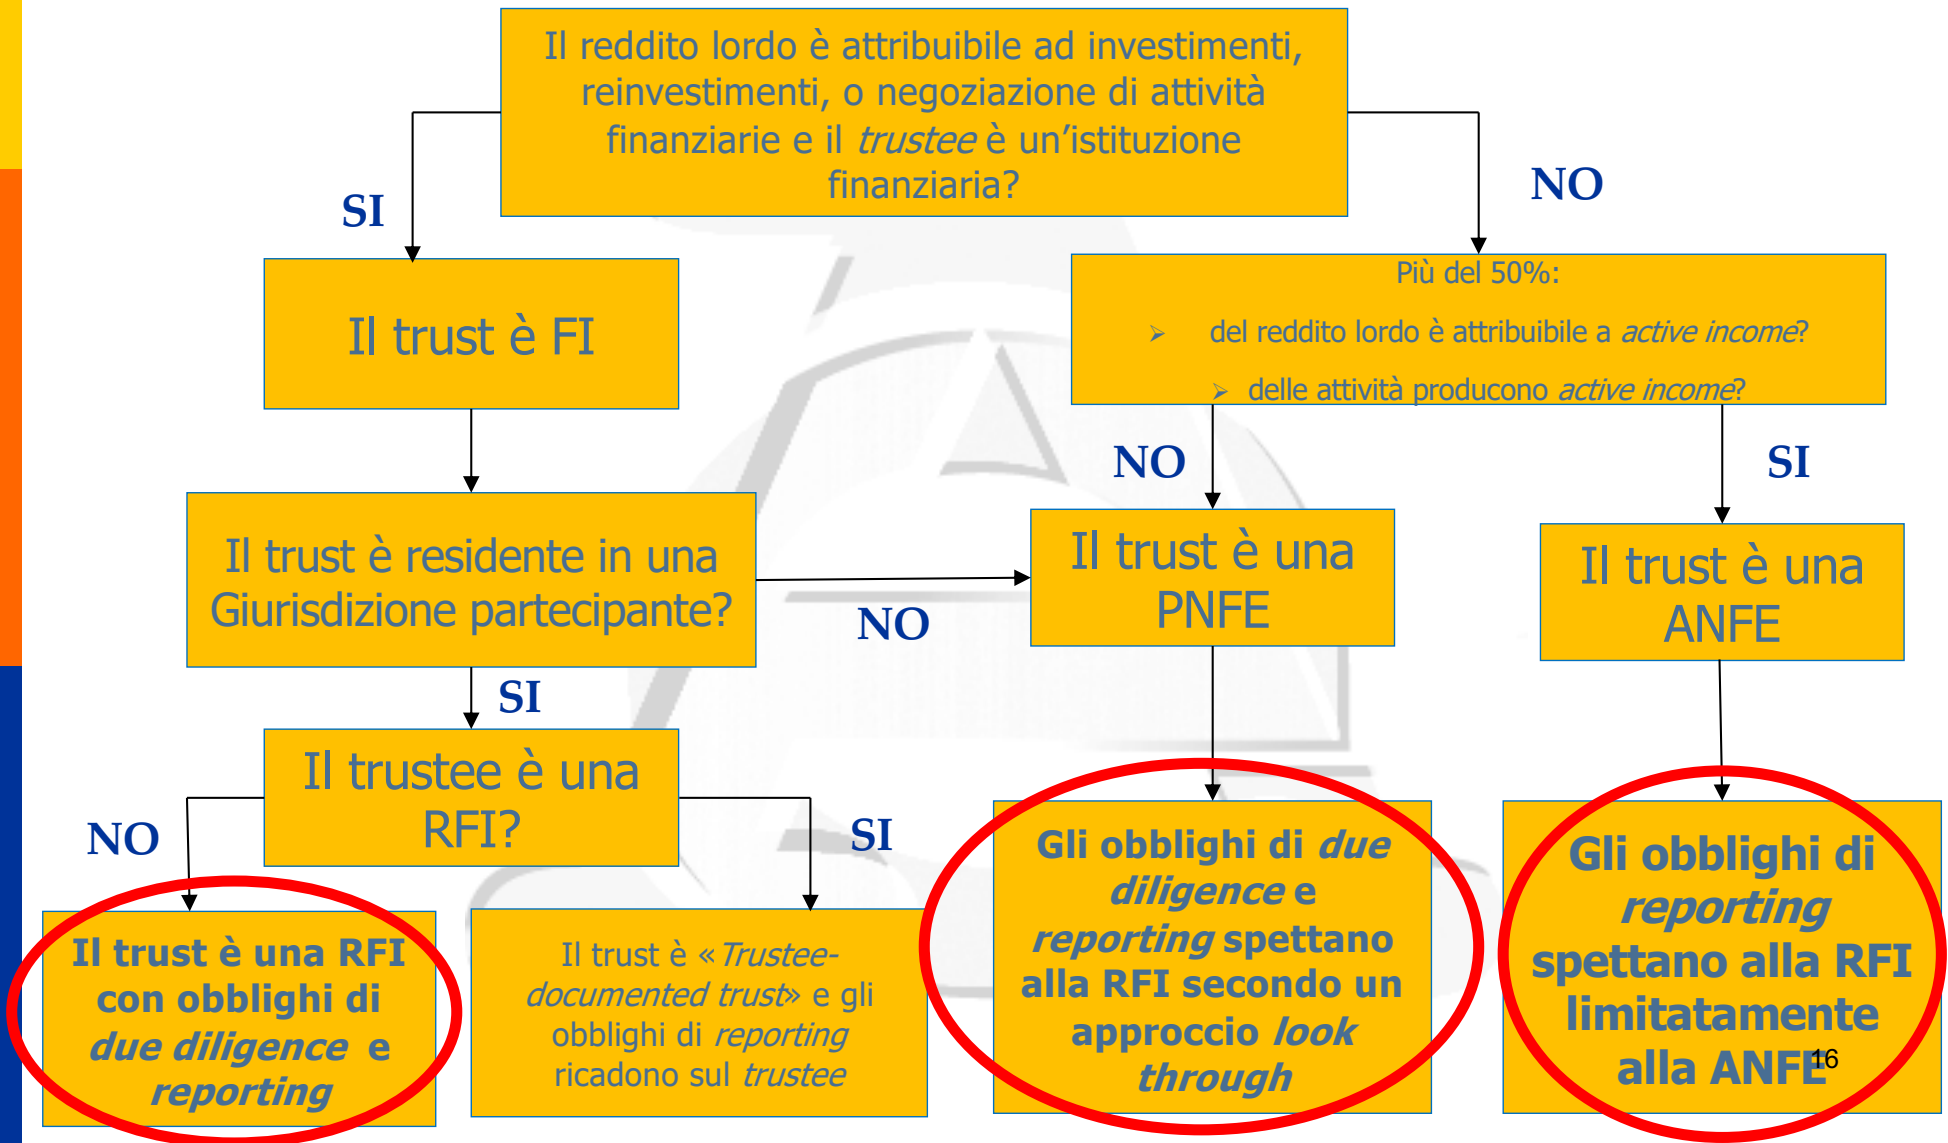 Il reddito lordo è attribuibile ad investimenti,
reinvestimenti, o negoziazione di attività
finanziarie e il trustee è un’istituzione
finanziaria?
SI
NO
Il trust è FI
Più del 50%:
➢ del reddito lordo è attribuibile a active income?
➢ delle attività producono active income?
NO
SI
Il trust è residente in una
Giurisdizione partecipante?
NO
Il trust è una
PNFE
Il trust è una
ANFE
SI
Il trustee è una
RFI?
NO
SI
Il trust è una RFI
con obblighi di
due diligence e
reporting
Il trust è «Trustee-
documented trust» e gli
obblighi di reporting
ricadono sul trustee
Gli obblighi di due
diligence e
reporting spettano
alla RFI secondo un
approccio look
through
Gli obblighi di
reporting
spettano alla RFI
limitatamente
alla ANFE
16